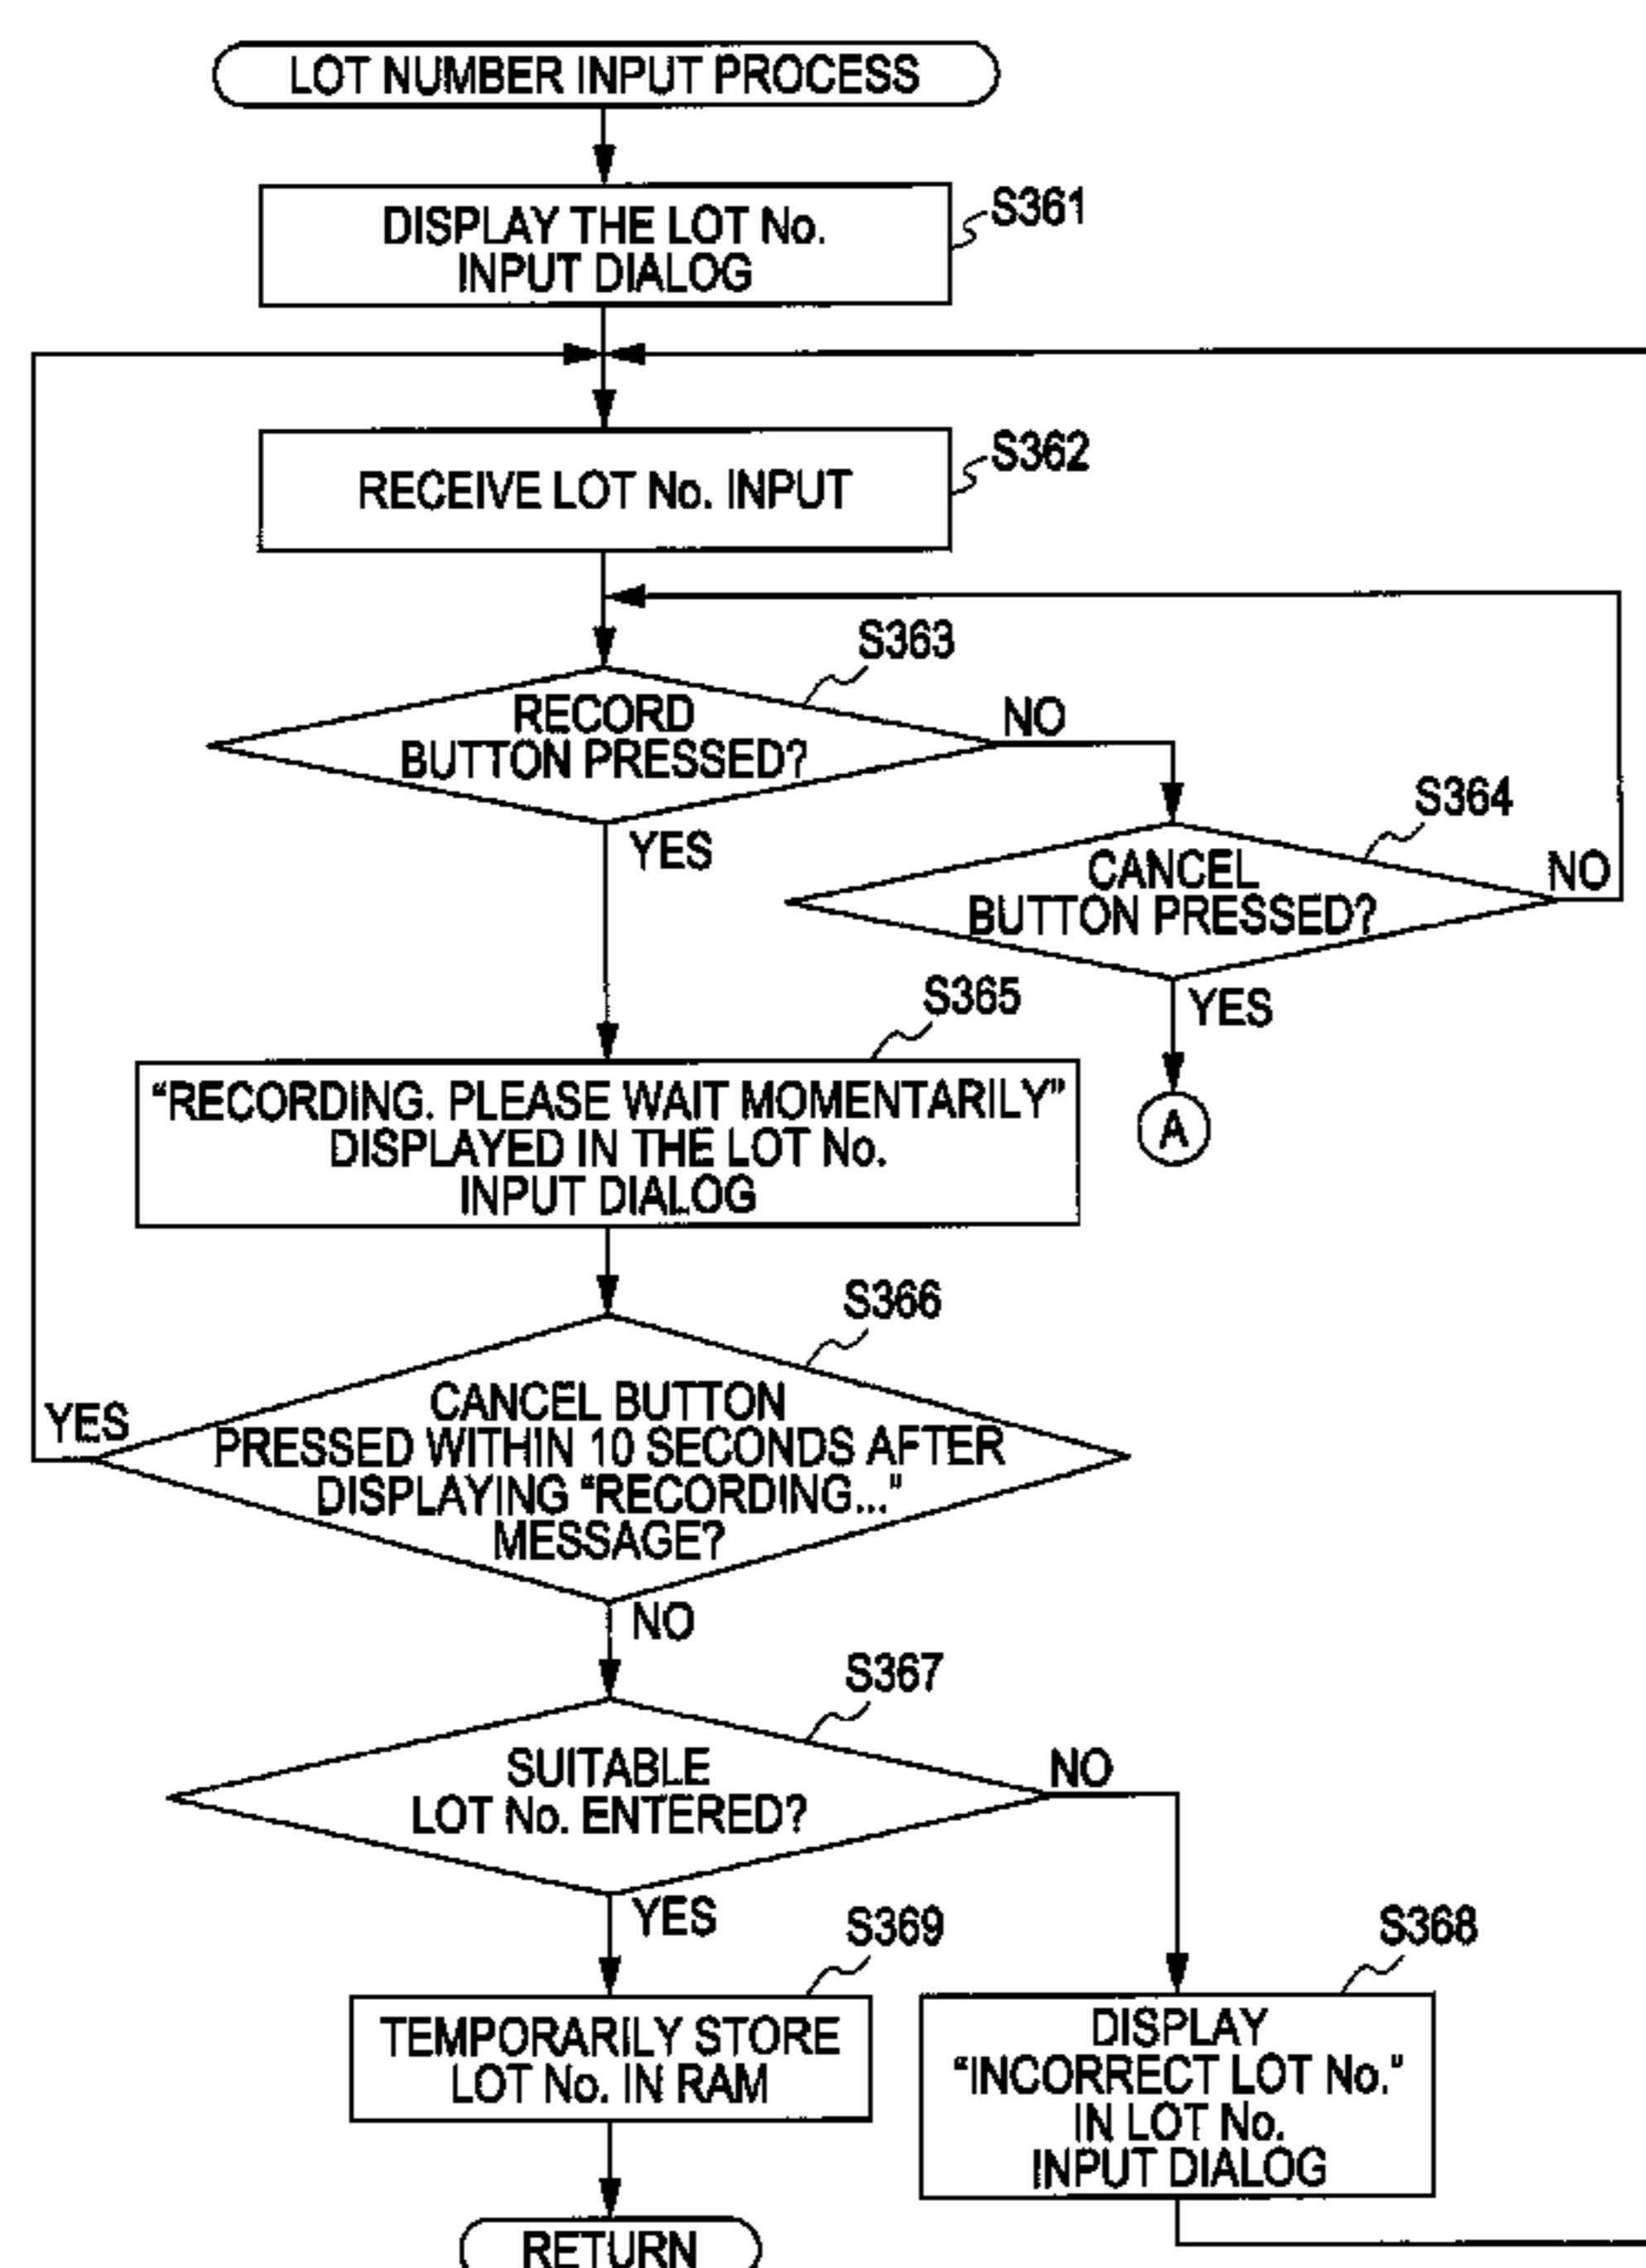 LOT NUMBER INPUT PROCESS
DISPLAY THE LOT No.
INPUT DIALOG
S361
RECEIVE LOT No. INPUT
S362
S363
RECORD
BUTTON PRESSED?
NO
YES
S364
CANCEL
BUTTON PRESSED?
NO
YES
A
S365
“RECORDING. PLEASE WAIT MOMENTARILY”
DISPLAYED IN THE LOT No.
INPUT DIALOG
S366
CANCEL BUTTON
PRESSED WITHIN 10 SECONDS AFTER
DISPLAYING “RECORDING...”
MESSAGE?
YES
NO
S367
SUITABLE
LOT No. ENTERED?
NO
YES
S369
TEMPORARILY STORE
LOT No. IN RAM
S368
DISPLAY
“INCORRECT LOT No.”
IN LOT No.
INPUT DIALOG
RETURN